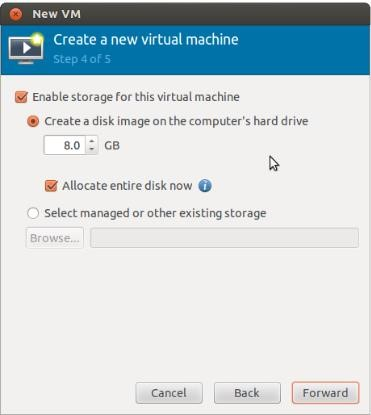 New VM
Create a new virtual machine
Step 4 of 5
Enable storage for this virtual machine
Create a disk image on the computer's hard drive
8.0 GB
Allocate entire disk now
Select managed or other existing storage
Browse...
Cancel Back Forward